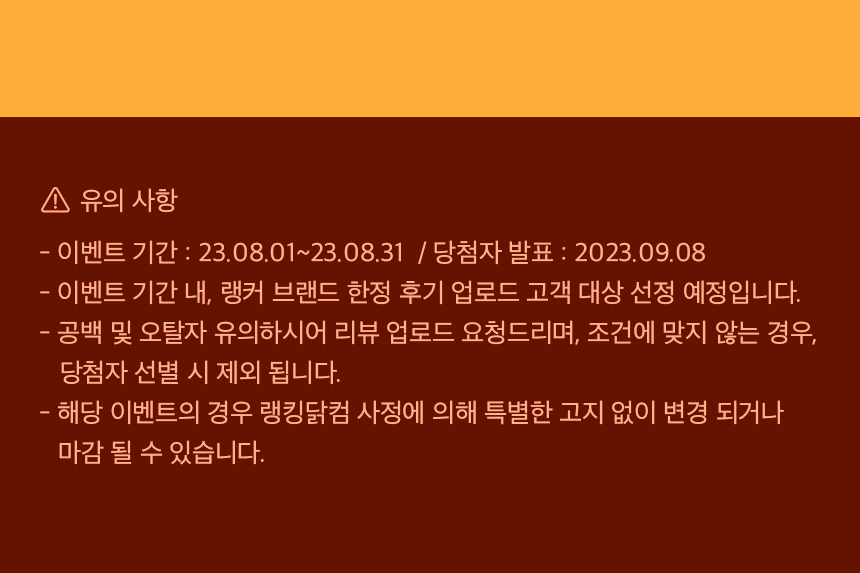 ⚠ 유의 사항
- 이벤트 기간 : 23.08.01~23.08.31 / 당첨자 발표 : 2023.09.08
- 이벤트 기간 내, 랭커 브랜드 한정 후기 업로드 고객 대상 선정 예정입니다.
- 공백 및 오탈자 유의하시어 리뷰 업로드 요청드리며, 조건에 맞지 않는 경우,
당첨자 선별 시 제외 됩니다.
- 해당 이벤트의 경우 랭킹닭컴 사정에 의해 특별한 고지 없이 변경 되거나
마감 될 수 있습니다.